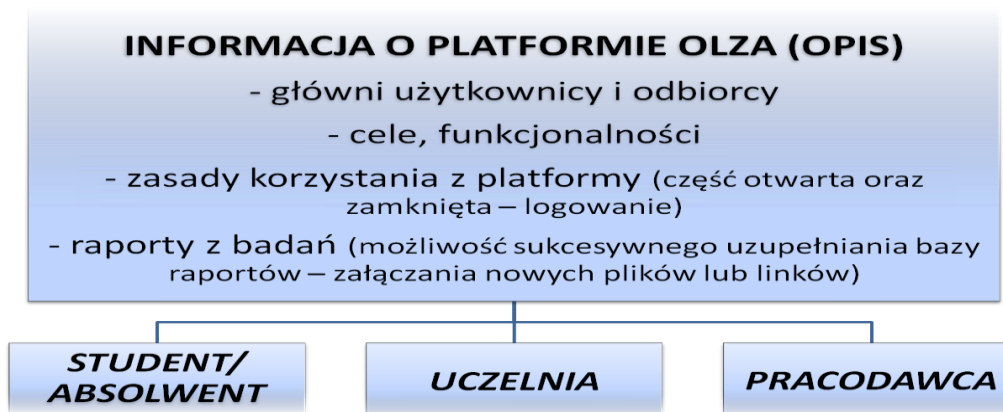 INFORMACJA O PLATFORMIE OLZA (OPIS)
- główni użytkownicy i odbiorcy
- cele, funkcjonalności
- zasady korzystania z platformy (część otwarta oraz
zamknięta – logowanie)
- raporty z badań (możliwość sukcesywnego uzupełniania bazy
raportów – załączania nowych plików lub linków)
STUDENT/
ABSOLWENT
UCZELNIA
PRACODAWCA